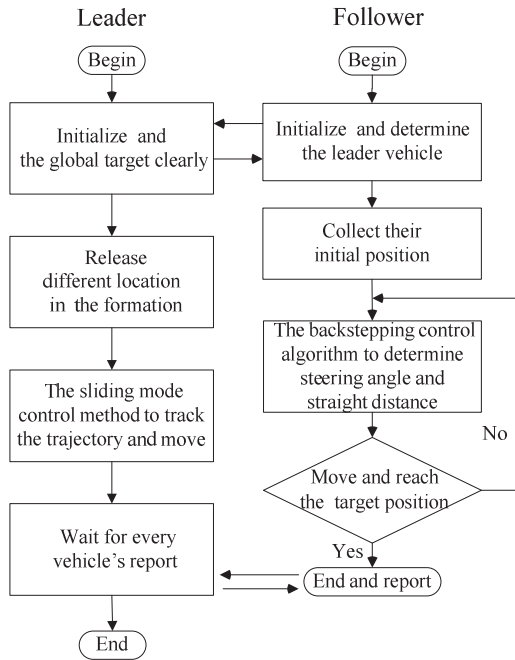 Leader
Begin
Initialize and
the global target clearly
Release
different location
in the formation
The sliding mode
control method to track
the trajectory and move
Wait for every
vehicle's report
End
Follower
Begin
Initialize and determine
the leader vehicle
Collect their
initial position
The backstepping control
algorithm to determine
steering angle and
straight distance
No
Move and reach
the target position
Yes
End and report